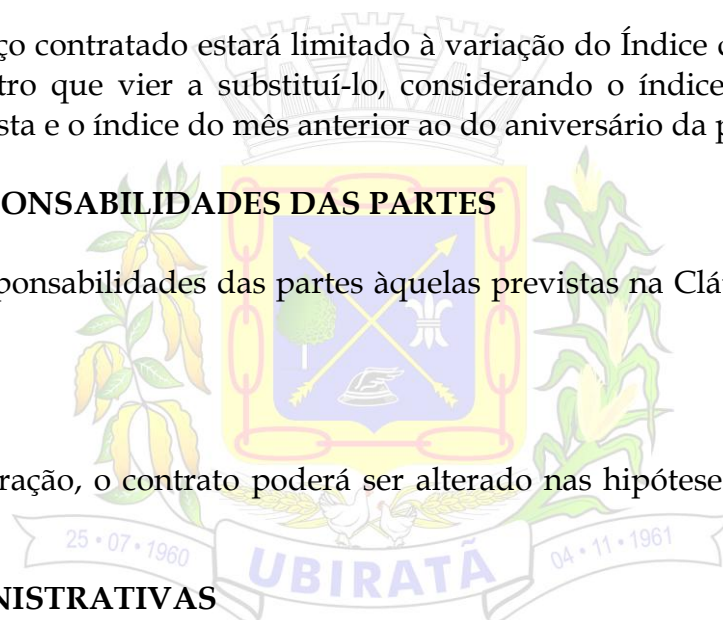 ço contratado estará limitado à variação do Índice
tro que vier a substituí-lo, considerando o índice
sta e o índice do mês anterior ao do aniversário da
ONSABILIDADES DAS PARTES
ponsabilidades das partes àquelas previstas na
ração, o contrato poderá ser alterado nas
25 • 07 • 1960
UBIRATÃ
04 • 11 • 1961
NISTRATIVAS